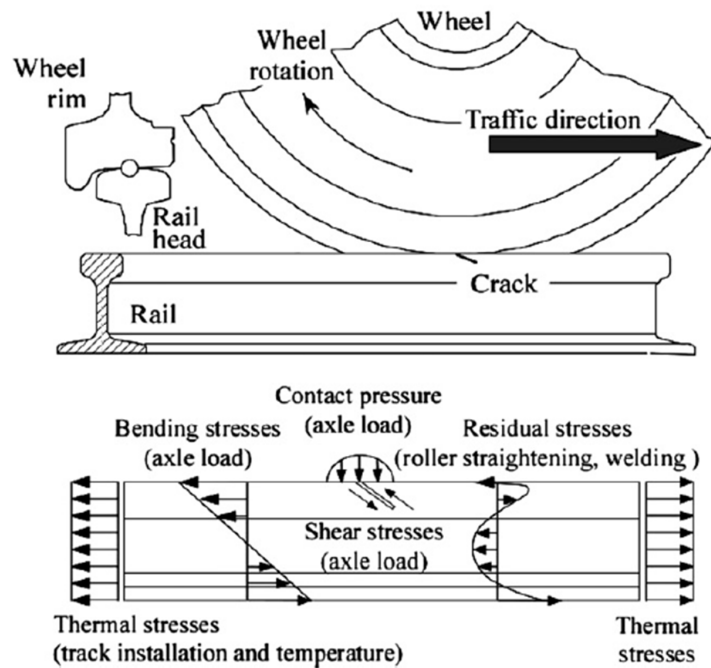 Wheel
Wheel
rotation
Wheel
rim
Traffic direction
Rail
head
Crack
Rail
Contact pressure
(axle load)
Bending stresses
(axle load)
Residual stresses
(roller straightening, welding )
Shear stresses
(axle load)
Thermal stresses
(track installation and temperature)
Thermal
stresses